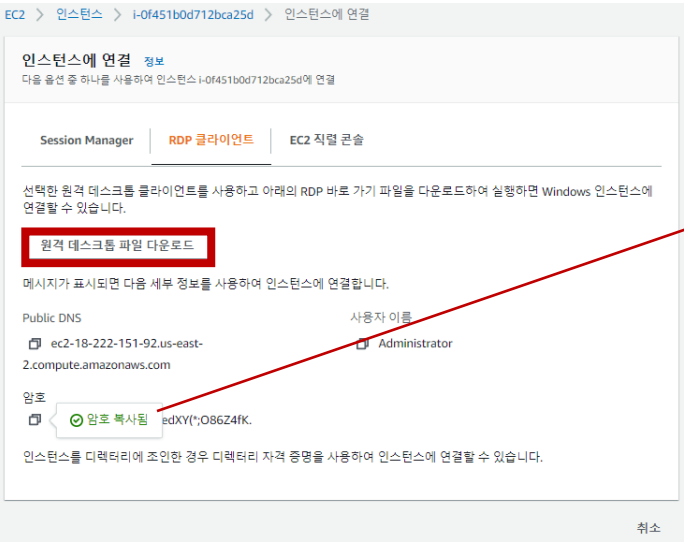 EC2 > 인스턴스 > i-0f451b0d712bca25d > 인스턴스에 연결
인스턴스에 연결 정보
다음 옵션 중 하나를 사용하여 인스턴스 i-0f451b0d712bca25d에 연결
Session Manager RDP 클라이언트 EC2 직렬 콘솔
선택한 원격 데스크톱 클라이언트를 사용하고 아래의 RDP 바로 가기 파일을 다운로드하여 실행하면 Windows 인스턴스에
연결할 수 있습니다.
원격 데스크톱 파일 다운로드
메시지가 표시되면 다음 세부 정보를 사용하여 인스턴스에 연결합니다.
Public DNS 사용자 이름
ec2-18-222-151-92.us-east- Administrator
2.compute.amazonaws.com
암호
암호 복사됨 edXY(*;O86Z4fK.
인스턴스를 디렉터리에 조인한 경우 디렉터리 자격 증명을 사용하여 인스턴스에 연결할 수 있습니다.
취소